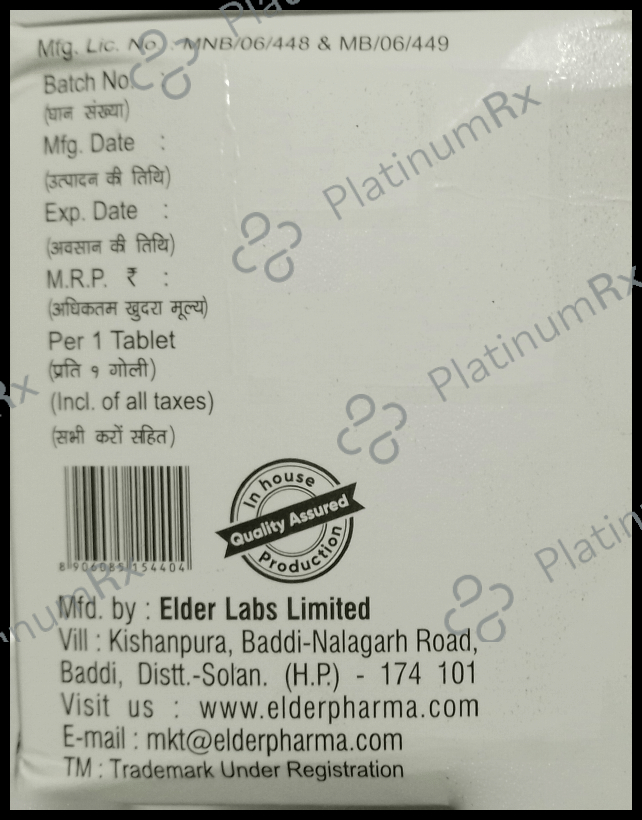 Mfg. Lic. No. : MNB/06/448 & MB/06/449
Batch No.
(घान संख्या)
Mfg. Date :
(उत्पादन की तिथि)
Exp. Date :
(अवसान की तिथि)
M.R.P. ₹ :
(अधिकतम खुदरा मूल्य)
Per 1 Tablet
(प्रति १ गोली)
(Incl. of all taxes)
(सभी करों सहित)
8 906085 154404
In house
Quality Assured
Production
Mfd. by : Elder Labs Limited
Vill : Kishanpura, Baddi-Nalagarh Road,
Baddi, Distt.-Solan. (H.P.) - 174 101
Visit us : www.elderpharma.com
E-mail : mkt@elderpharma.com
TM : Trademark Under Registration
PlatinumRx
PlatinumRx